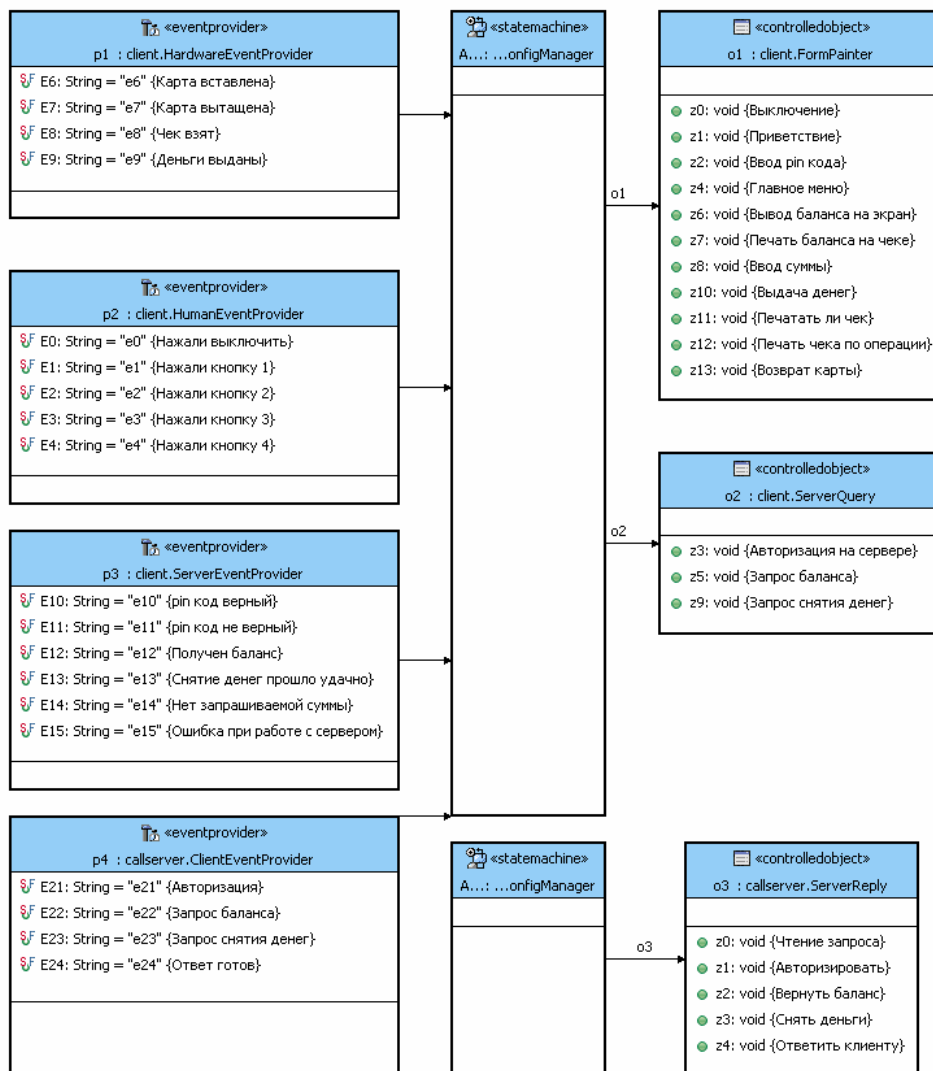 «eventprovider»
p1 : client.HardwareEventProvider
E6: String = "e6" {Карта вставлена}
E7: String = "e7" {Карта вытащена}
E8: String = "e8" {Чек взят}
E9: String = "e9" {Деньги выданы}
«eventprovider»
p2 : client.HumanEventProvider
E0: String = "e0" {Нажали выключить}
E1: String = "e1" {Нажали кнопку 1}
E2: String = "e2" {Нажали кнопку 2}
E3: String = "e3" {Нажали кнопку 3}
E4: String = "e4" {Нажали кнопку 4}
«eventprovider»
p3 : client.ServerEventProvider
E10: String = "e10" {pin код верный}
E11: String = "e11" {pin код не верный}
E12: String = "e12" {Получен баланс}
E13: String = "e13" {Снятие денег прошло удачно}
E14: String = "e14" {Нет запрашиваемой суммы}
E15: String = "e15" {Ошибка при работе с сервером}
«eventprovider»
p4 : callserver.ClientEventProvider
E21: String = "e21" {Авторизация}
E22: String = "e22" {Запрос баланса}
E23: String = "e23" {Запрос снятия денег}
E24: String = "e24" {Ответ готов}
«statemachine»
A...: ...onfigManager
o1
o2
«statemachine»
A...: ...onfigManager
o3
«controlledobject»
o1 : client.FormPainter
z0: void {Выключение}
z1: void {Приветствие}
z2: void {Ввод pin кода}
z4: void {Главное меню}
z6: void {Вывод баланса на экран}
z7: void {Печать баланса на чеке}
z8: void {Ввод суммы}
z10: void {Выдача денег}
z11: void {Печатать ли чек}
z12: void {Печать чека по операции}
z13: void {Возврат карты}
«controlledobject»
o2 : client.ServerQuery
z3: void {Авторизация на сервере}
z5: void {Запрос баланса}
z9: void {Запрос снятия денег}
«controlledobject»
o3 : callserver.ServerReply
z0: void {Чтение запроса}
z1: void {Авторизировать}
z2: void {Вернуть баланс}
z3: void {Снять деньги}
z4: void {Ответить клиенту}